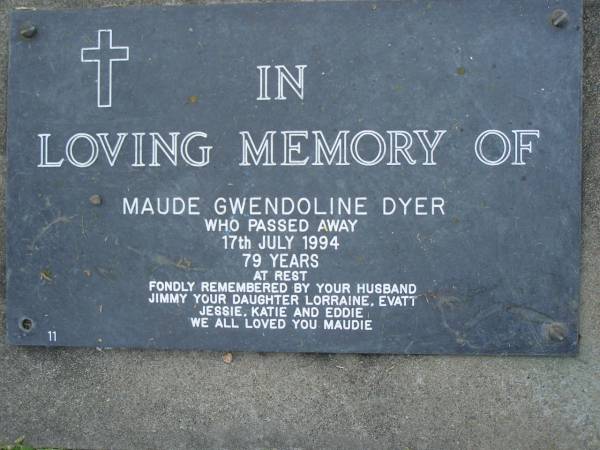 IN
LOVING MEMORY OF
MAUDE GWENDOLINE DYER
WHO PASSED AWAY
17th JULY 1994
79 YEARS
AT REST
FONDLY REMEMBERED BY YOUR HUSBAND
JIMMY YOUR DAUGHTER LORRAINE, EVATT
JESSIE, KATIE AND EDDIE
WE ALL LOVED YOU MAUDIE
11